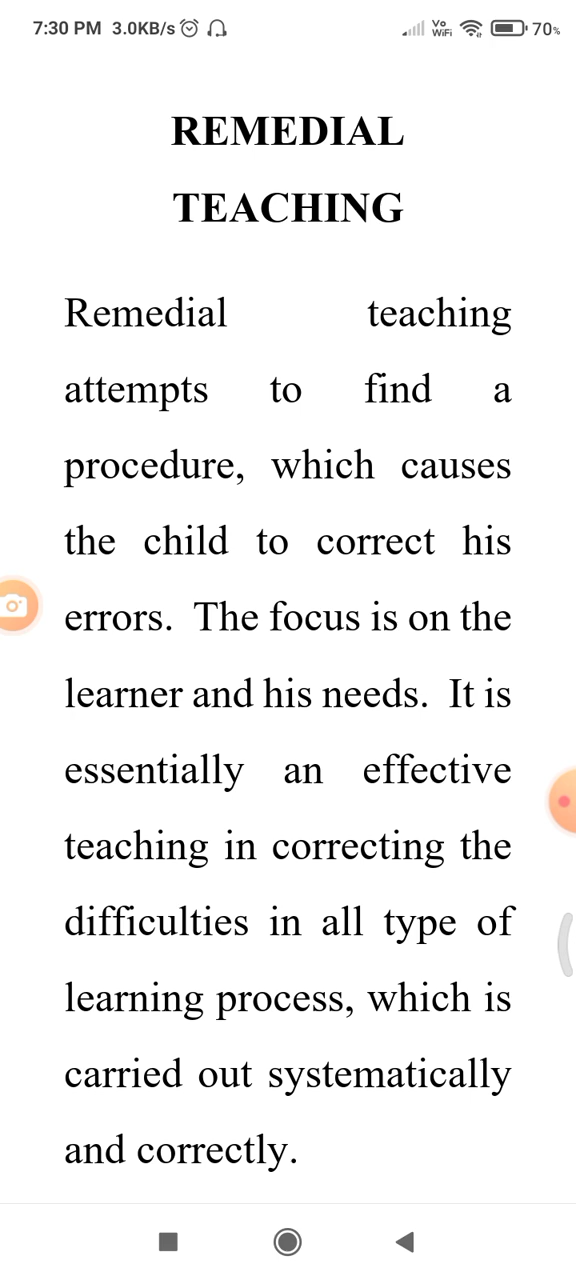 7:30 PM 3.0KB/s Vo WiFi 70%
REMEDIAL
TEACHING
Remedial teaching
attempts to find a
procedure, which causes
the child to correct his
errors. The focus is on the
learner and his needs. It is
essentially an effective
teaching in correcting the
difficulties in all type of
learning process, which is
carried out systematically
and correctly.